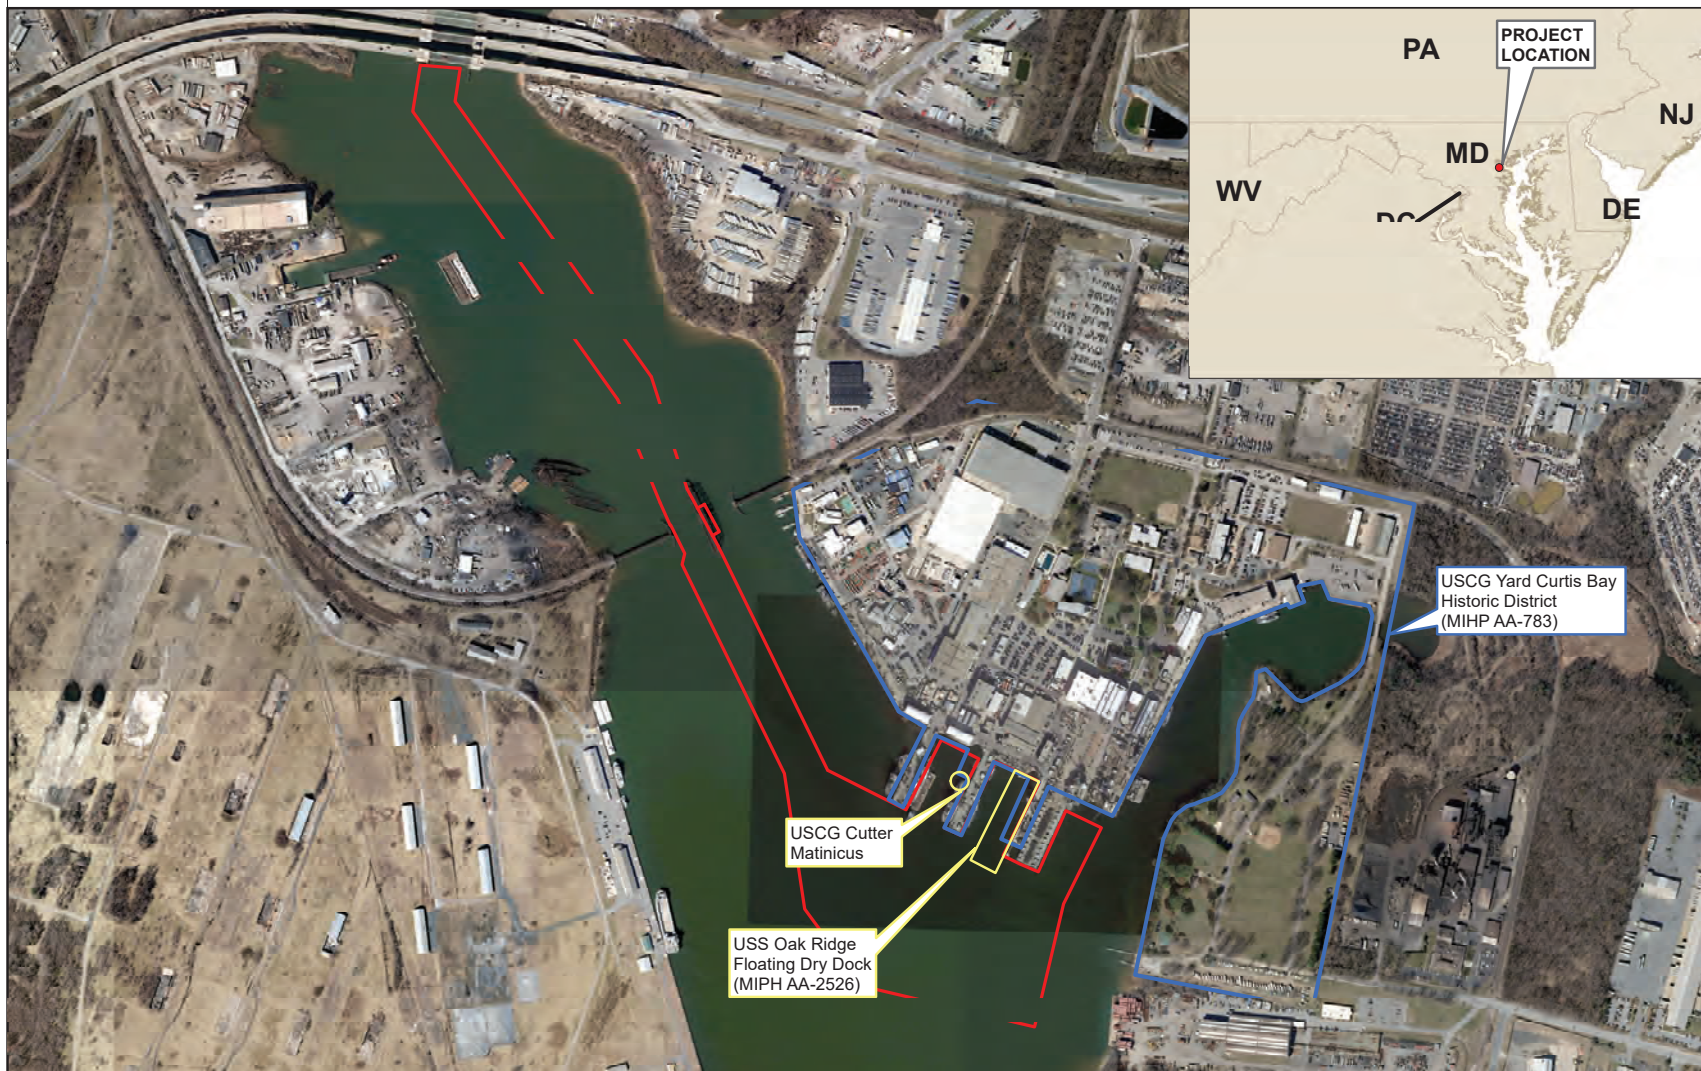 PROJECT
LOCATION
PA
NJ
MD
WV
DC
DE
USCG Yard Curtis Bay
Historic District
(MIHP AA-783)
USCG Cutter
Matinicus
USS Oak Ridge
Floating Dry Dock
(MIPH AA-2526)